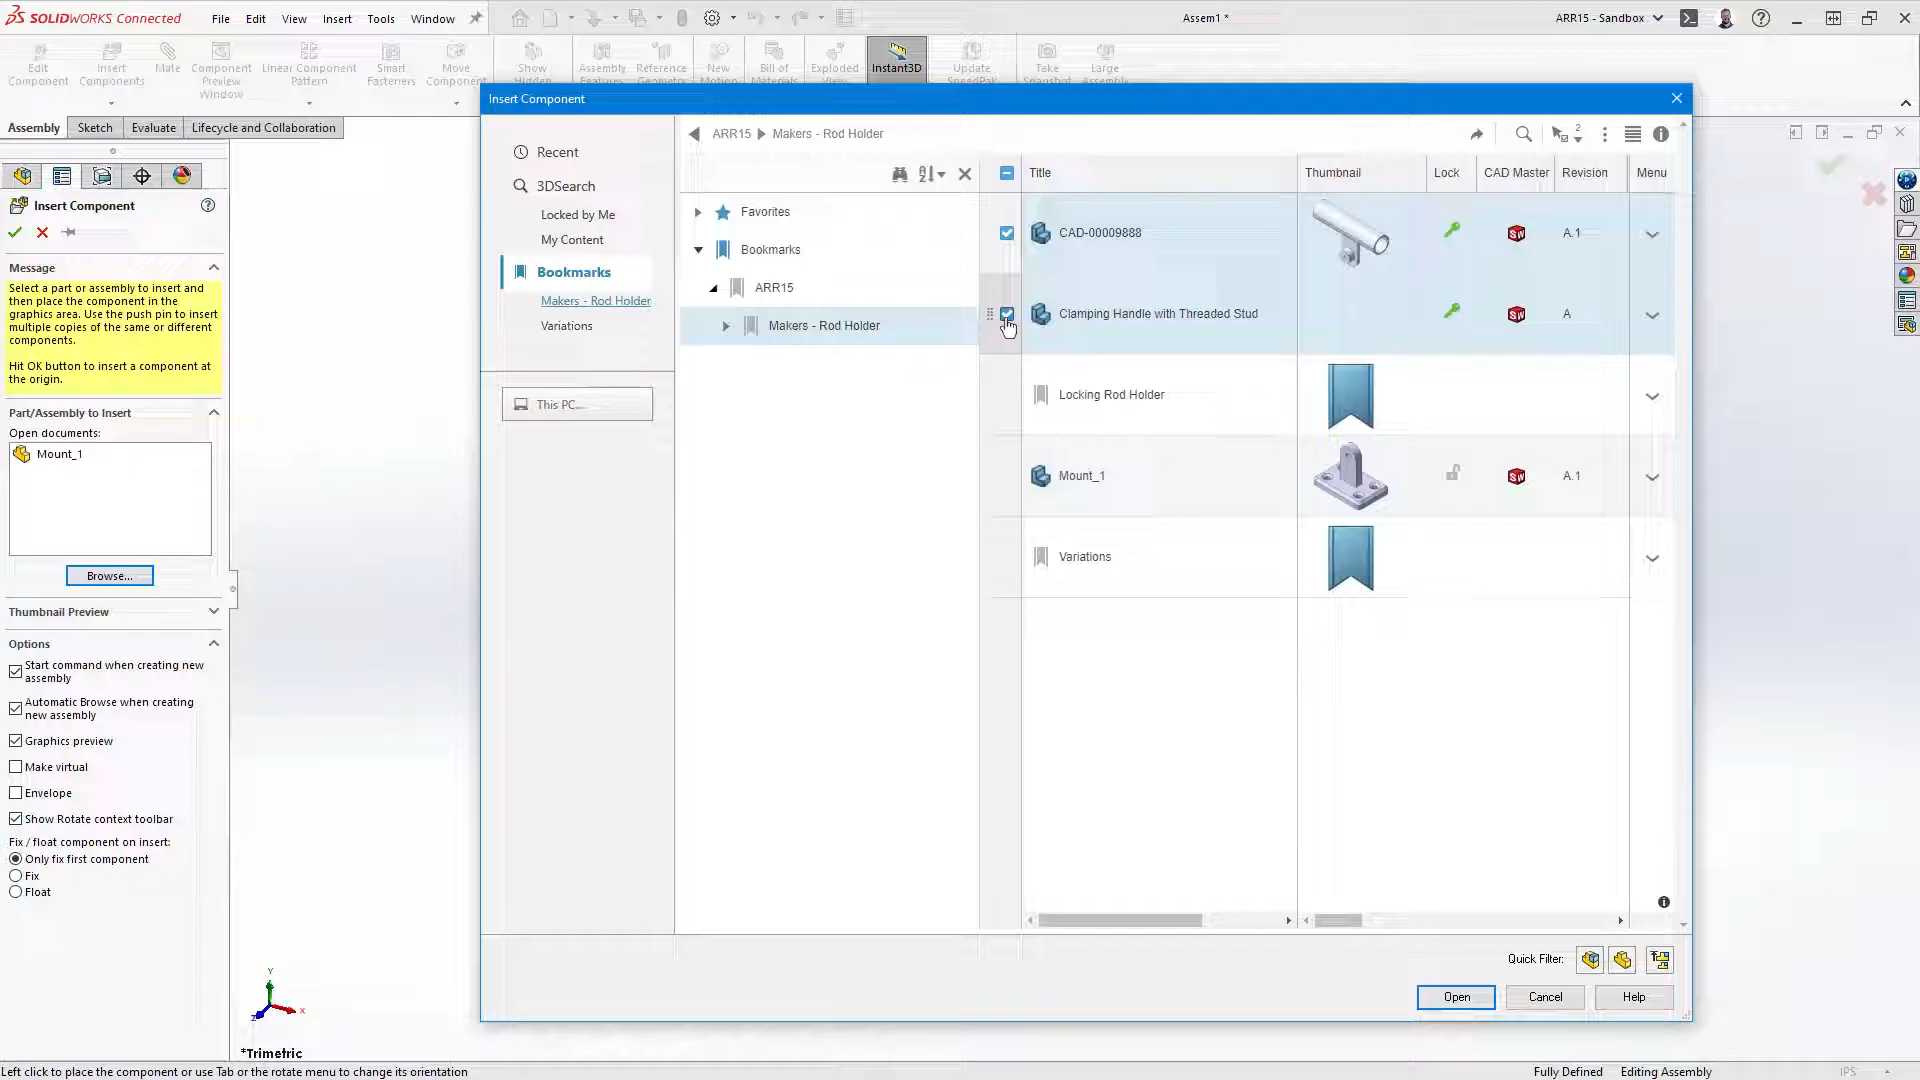 SOLIDWORKS Connected
File Edit View Insert Tools Window
Assem1 *
ARR15 - Sandbox
Edit Component
Insert Components
Mate
Component Preview Window
Linear Component Pattern
Smart Fasteners
Move Component
Show Hidden
Assembly Features
Reference Geometry
New Motion
Bill of Materials
Exploded View
Instant3D
Update SpeedPak
Take Snapshot
Large Assembly
Assembly Sketch Evaluate Lifecycle and Collaboration
Insert Component
Message
Select a part or assembly to insert and
then place the component in the
graphics area. Use the push pin to insert
multiple copies of the same or different
components.
Hit OK button to insert a component at
the origin.
Part/Assembly to Insert
Open documents:
Mount_1
Browse...
Thumbnail Preview
Options
Start command when creating new
assembly
Automatic Browse when creating
new assembly
Graphics preview
Make virtual
Envelope
Show Rotate context toolbar
Fix / float component on insert:
Only fix first component
Fix
Float
Insert Component
Recent
3DSearch
Locked by Me
My Content
Bookmarks
Makers - Rod Holder
Variations
This PC...
ARR15 Makers - Rod Holder
2
Favorites
Bookmarks
ARR15
Makers - Rod Holder
Title Thumbnail Lock CAD Master Revision Menu
CAD-00009888 A.1
Clamping Handle with Threaded Stud A
Locking Rod Holder
Mount_1 A.1
Variations
Quick Filter:
Open Cancel Help
Y
X
Z
*Trimetric
Left click to place the component or use Tab or the rotate menu to change its orientation
Fully Defined Editing Assembly IPS